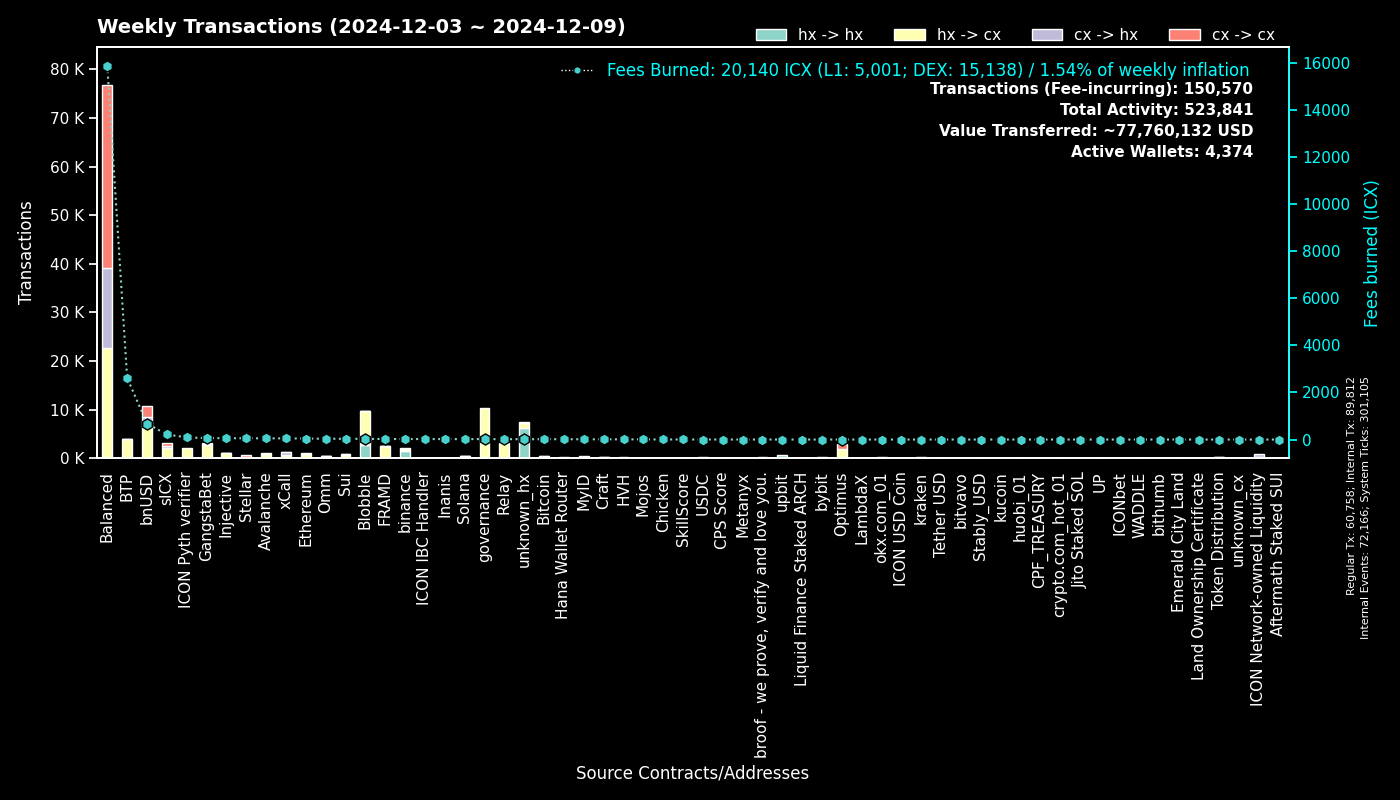 Weekly Transactions (2024-12-03 ~ 2024-12-09)
hx -> hx
hx -> cx
cx -> hx
cx -> cx
Fees Burned: 20,140 ICX (L1: 5,001; DEX: 15,138) / 1.54% of weekly inflation
Transactions (Fee-incurring): 150,570
Total Activity: 523,841
Value Transferred: ~77,760,132 USD
Active Wallets: 4,374
Transactions
80 K
70 K
60 K
50 K
40 K
30 K
20 K
10 K
0 K
16000
14000
12000
10000
8000
6000
4000
2000
0
Fees burned (ICX)
Regular Tx: 60,758; Internal Tx: 89,812
Internal Events: 72,166; System Ticks: 301,105
Balanced
BTP
bnUSD
sICX
ICON Pyth verifier
GangstaBet
Injective
Stellar
Avalanche
xCall
Ethereum
Omm
Sui
Blobble
FRAMD
binance
ICON IBC Handler
Inanis
Solana
governance
Relay
unknown_hx
Bitcoin
Hana Wallet Router
MyID
Craft
HVH
Mojos
Chicken
SkillScore
USDC
CPS Score
Metanyx
broof - we prove, verify and love you.
upbit
Liquid Finance Staked ARCH
bybit
Optimus
LambdaX
okx.com_01
ICON USD Coin
kraken
Tether USD
bitvavo
Stably_USD
kucoin
huobi_01
CPF_TREASURY
crypto.com_hot_01
Jito Staked SOL
UP
ICONbet
WADDLE
bithumb
Emerald City Land
Land Ownership Certificate
Token Distribution
unknown_cx
ICON Network-owned Liquidity
Aftermath Staked SUI
Source Contracts/Addresses